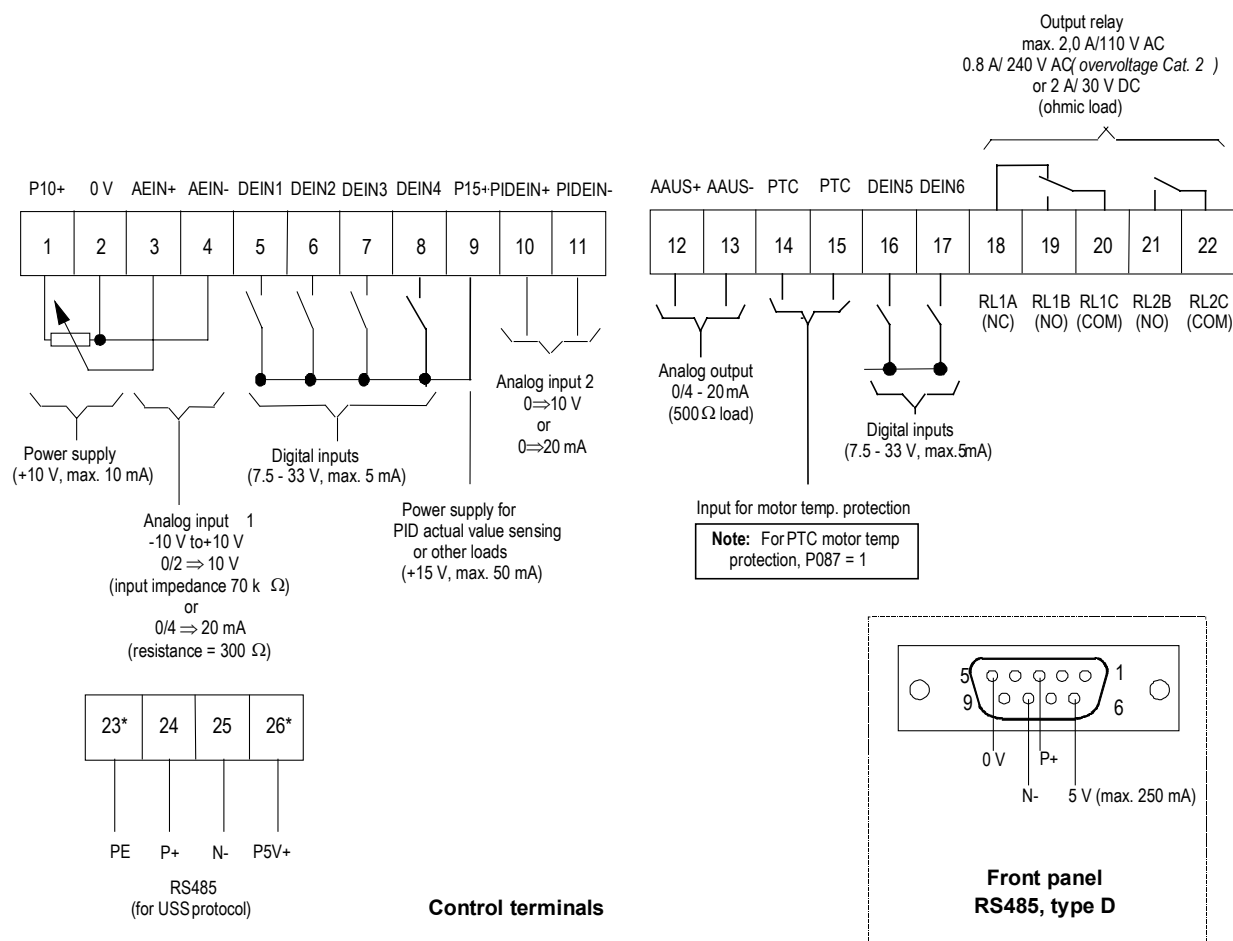 Output relay
max. 2,0 A/110 V AC
0.8 A/ 240 V AC( overvoltage Cat. 2 )
or 2 A/ 30 V DC
(ohmic load)
P10+ 0 V AEIN+ AEIN- DEIN1 DEIN2 DEIN3 DEIN4 P15+ PIDEIN+ PIDEIN-
1 2 3 4 5 6 7 8 9 10 11
AAUS+ AAUS- PTC PTC DEIN5 DEIN6
12 13 14 15 16 17 18 19 20 21 22
RL1A RL1B RL1C RL2B RL2C
(NC) (NO) (COM) (NO) (COM)
Power supply
(+10 V, max. 10 mA)
Analog input 1
-10 V to+10 V
0/2 ⇒ 10 V
(input impedance 70 k Ω)
or
0/4 ⇒ 20 mA
(resistance = 300 Ω)
Digital inputs
(7.5 - 33 V, max. 5 mA)
Power supply for
PID actual value sensing
or other loads
(+15 V, max. 50 mA)
Analog input 2
0⇒10 V
or
0⇒20 mA
Analog output
0/4 - 20 mA
(500 Ω load)
Input for motor temp. protection
Note: For PTC motor temp
protection, P087 = 1
Digital inputs
(7.5 - 33 V, max.5mA)
23* 24 25 26*
PE P+ N- P5V+
RS485
(for USS protocol)
Control terminals
5 1
9 6
0 V P+
N- 5 V (max. 250 mA)
Front panel
RS485, type D